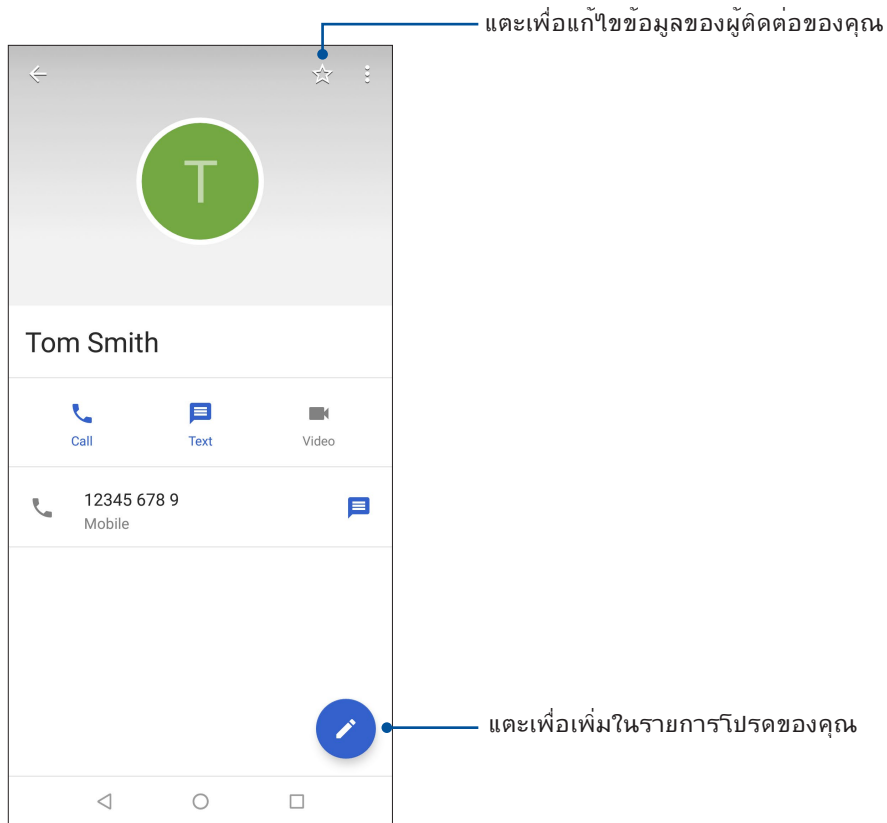 แตะเพื่อแก้ไขข้อมูลของผู้ติดต่อของคุณ
T
Tom Smith
Call Text Video
12345 678 9
Mobile
แตะเพื่อเพิ่มในรายการโปรดของคุณ